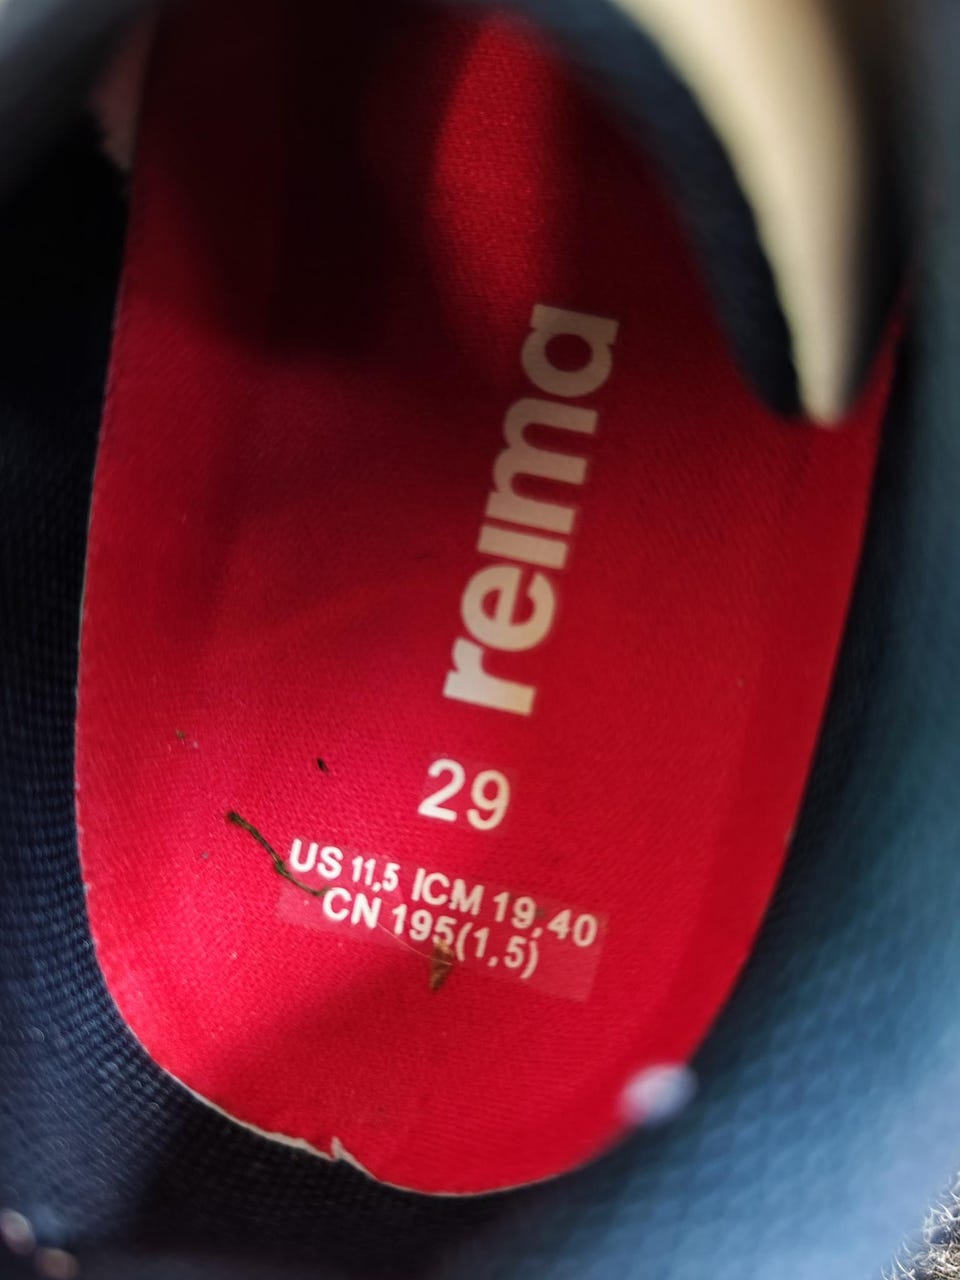 reima
29
US 11,5 ICM 19,40
CN 195(1,5)